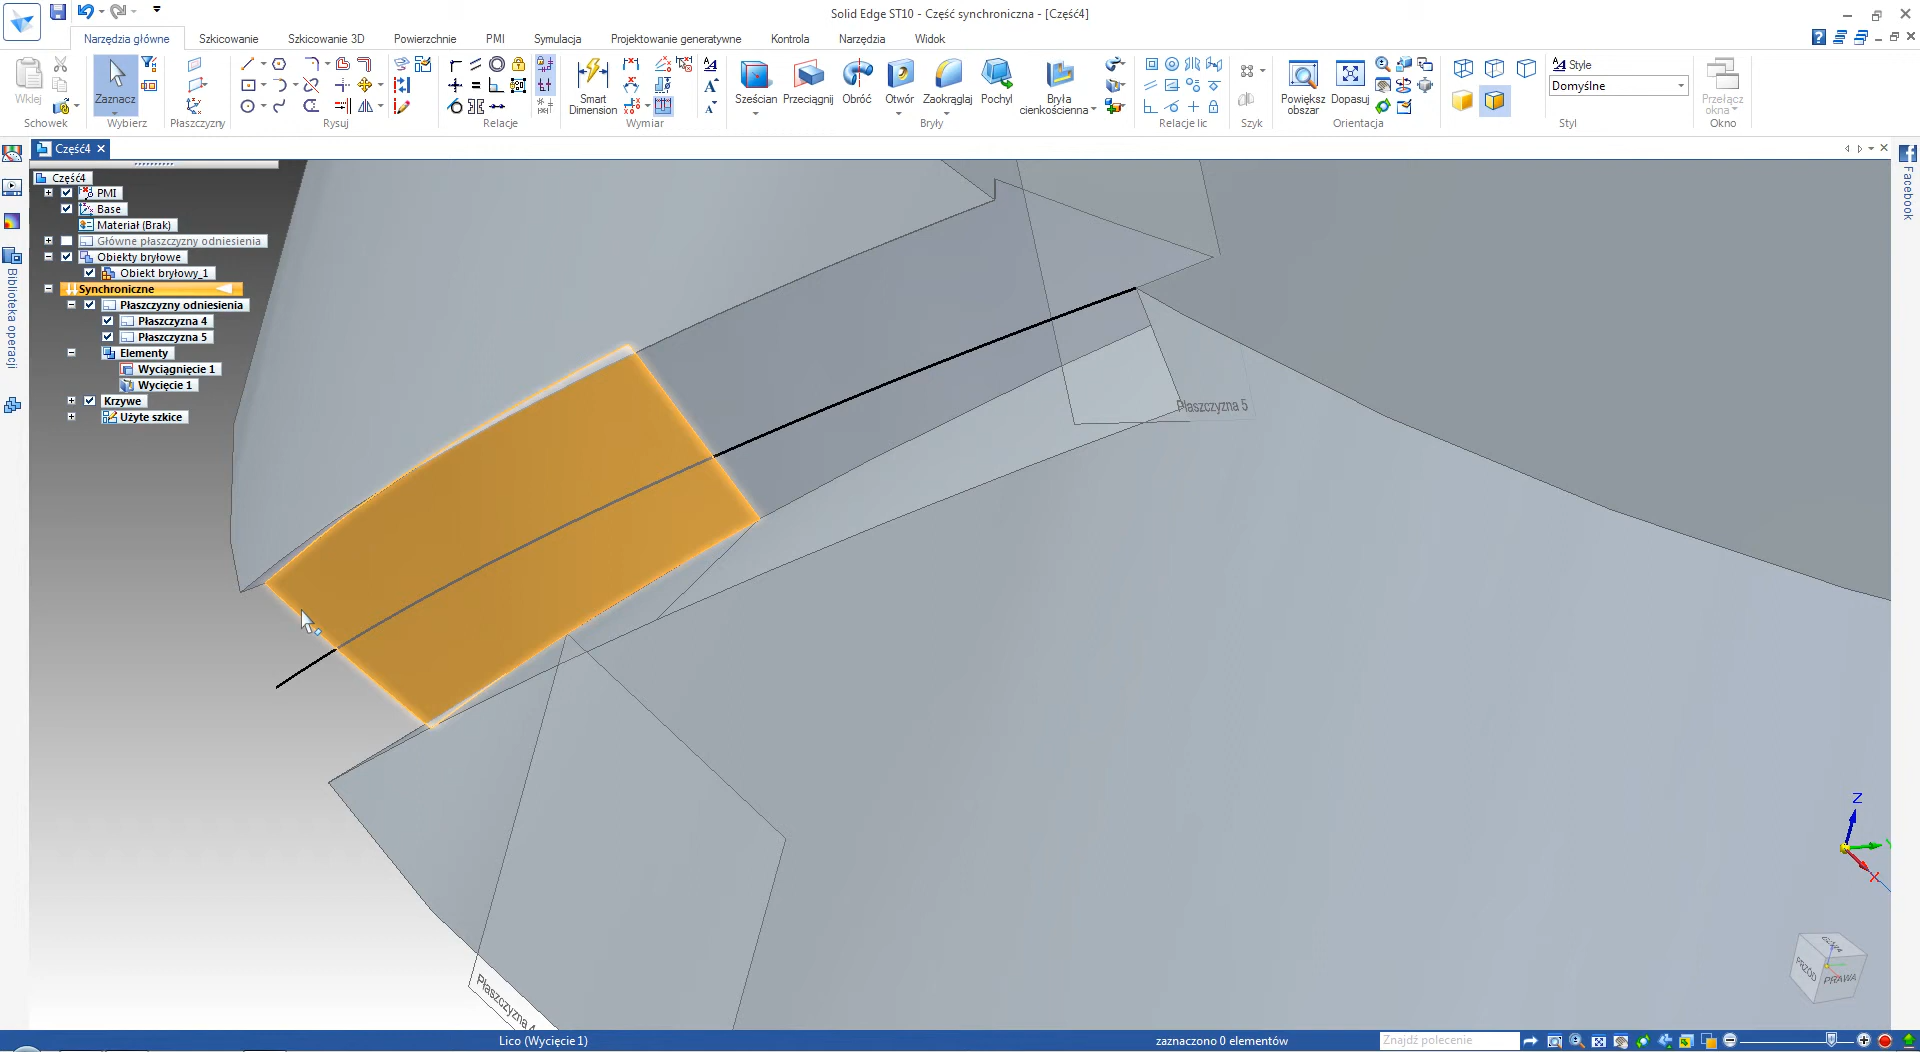 Solid Edge ST10 - Część synchroniczna - [Część4]
Narzędzia główne Szkicowanie Szkicowanie 3D Powierzchnie PMI Symulacja Projektowanie generatywne Kontrola Narzędzia Widok
Wklej
Zaznacz
Smart Dimension
Sześcian Przeciągnij Obróć Otwór Zaokrąglaj Pochyl
Bryła cienkościenna
Powiększ obszar
Dopasuj
Style
Domyślne
Przełącz okna
Schowek Wybierz Płaszczyzny Rysuj Relacje Wymiar Bryły Relacje lic Szyk Orientacja Styl Okno
Część4
Część4
PMI
Base
Materiał (Brak)
Główne płaszczyzny odniesienia
Obiekty bryłowe
Obiekt bryłowy_1
Synchroniczne
Płaszczyzny odniesienia
Płaszczyzna 4
Płaszczyzna 5
Elementy
Wyciągnięcie 1
Wycięcie 1
Krzywe
Użyte szkice
Biblioteka operacji
Facebook
Płaszczyzna 5
Płaszczyzna 4
Z
X
GÓRA
PRZÓD
PRAWA
Lico (Wycięcie 1)
zaznaczono 0 elementów
Znajdź polecenie